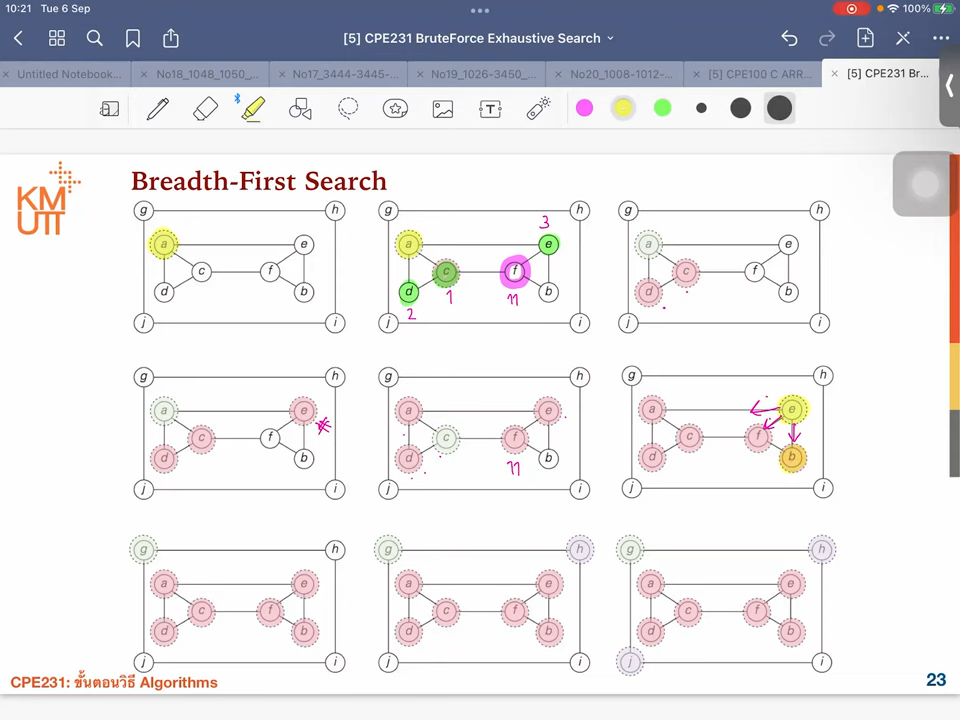 10:21 Tue 6 Sep
100%
[5] CPE231 BruteForce Exhaustive Search
Untitled Notebook...
No18_1048_1050_...
No17_3444-3445-...
No19_1026-3450_...
No20_1008-1012-...
[5] CPE100 C ARR...
[5] CPE231 Br...
T
KM
UTT
Breadth-First Search
g h g h g h
3
a e a e a e
c f c f c f
d b d b d b
1
2
j i j i j i
g h g h g h
a e a e a e
c f c f c f
d b d b d b
j i j i j i
g h g h g h
a e a e a e
c f c f c f
d b d b d b
j i j i j i
CPE231: ขั้นตอนวิธี Algorithms
23